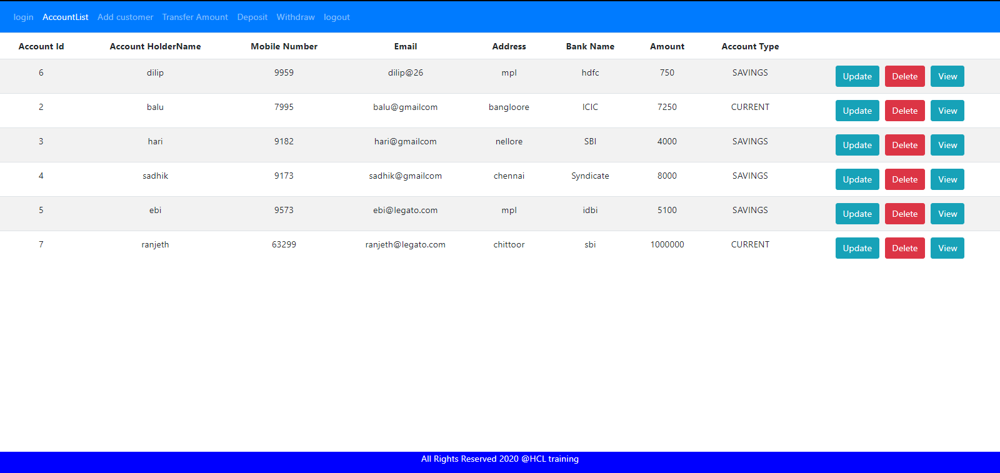 login AccountList Add customer Transfer Amount Deposit Withdraw logout
Account Id Account HolderName Mobile Number Email Address Bank Name Amount Account Type
6 dilip 9959 dilip@26 mpl hdfc 750 SAVINGS Update Delete View
2 balu 7995 balu@gmailcom bangloore ICIC 7250 CURRENT Update Delete View
3 hari 9182 hari@gmailcom nellore SBI 4000 SAVINGS Update Delete View
4 sadhik 9173 sadhik@gmailcom chennai Syndicate 8000 SAVINGS Update Delete View
5 ebi 9573 ebi@legato.com mpl idbi 5100 SAVINGS Update Delete View
7 ranjeth 63299 ranjeth@legato.com chittoor sbi 1000000 CURRENT Update Delete View
All Rights Reserved 2020 @HCL training